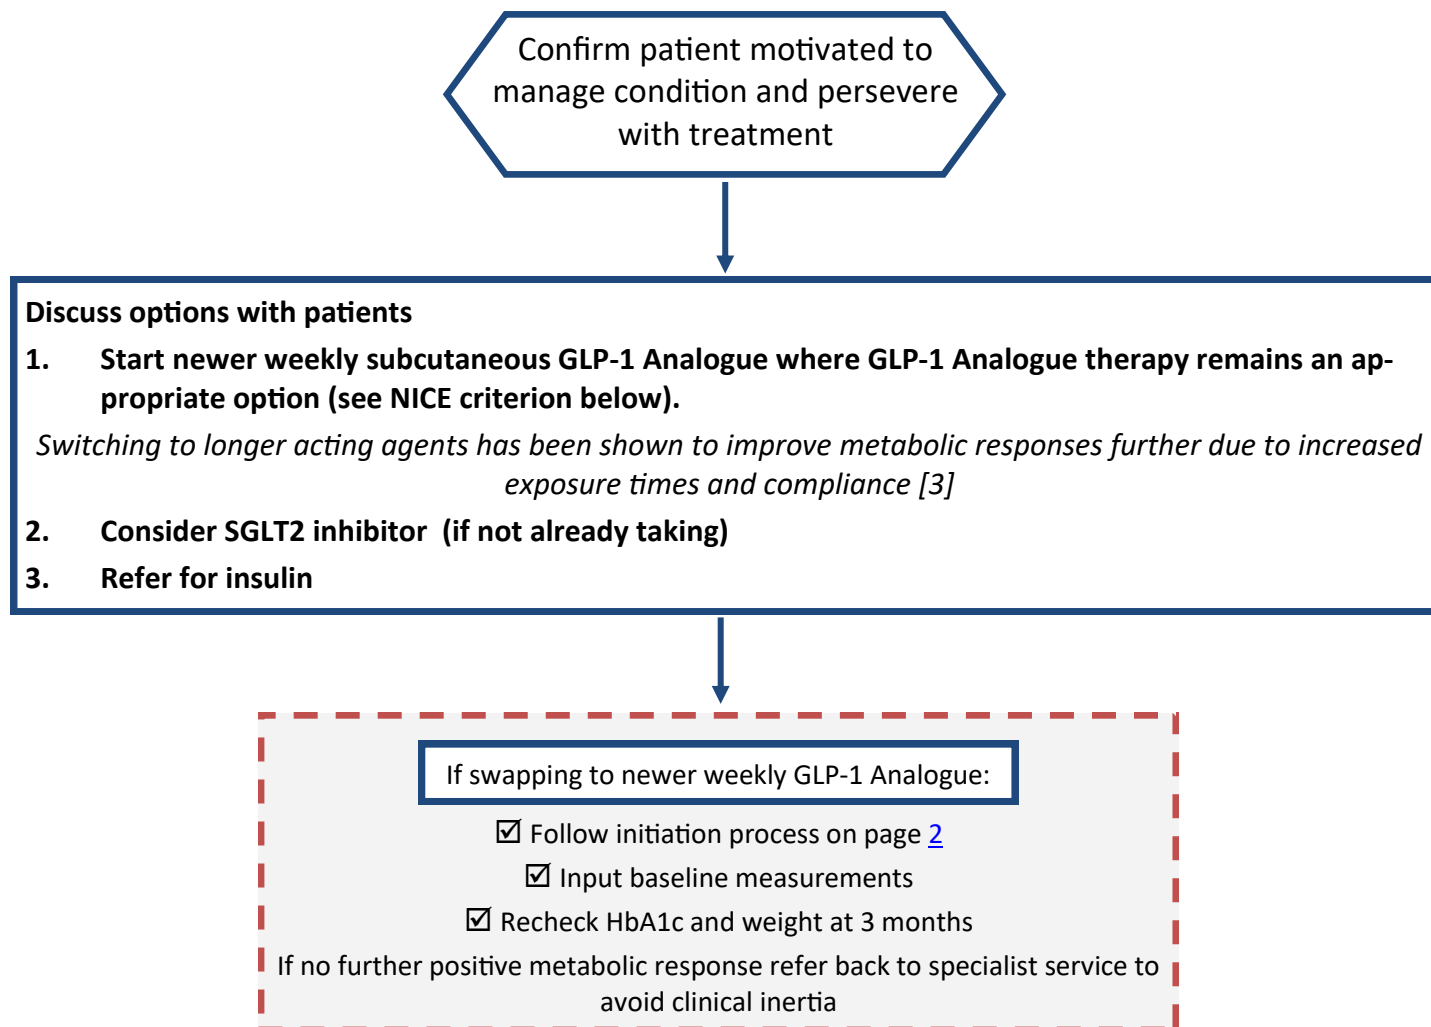 Confirm patient motivated to
manage condition and persevere
with treatment
Discuss options with patients
1. Start newer weekly subcutaneous GLP-1 Analogue where GLP-1 Analogue therapy remains an ap-
propriate option (see NICE criterion below).
Switching to longer acting agents has been shown to improve metabolic responses further due to increased
exposure times and compliance [3]
2. Consider SGLT2 inhibitor (if not already taking)
3. Refer for insulin
If swapping to newer weekly GLP-1 Analogue:
☑ Follow initiation process on page 2
☑ Input baseline measurements
☑ Recheck HbA1c and weight at 3 months
If no further positive metabolic response refer back to specialist service to
avoid clinical inertia